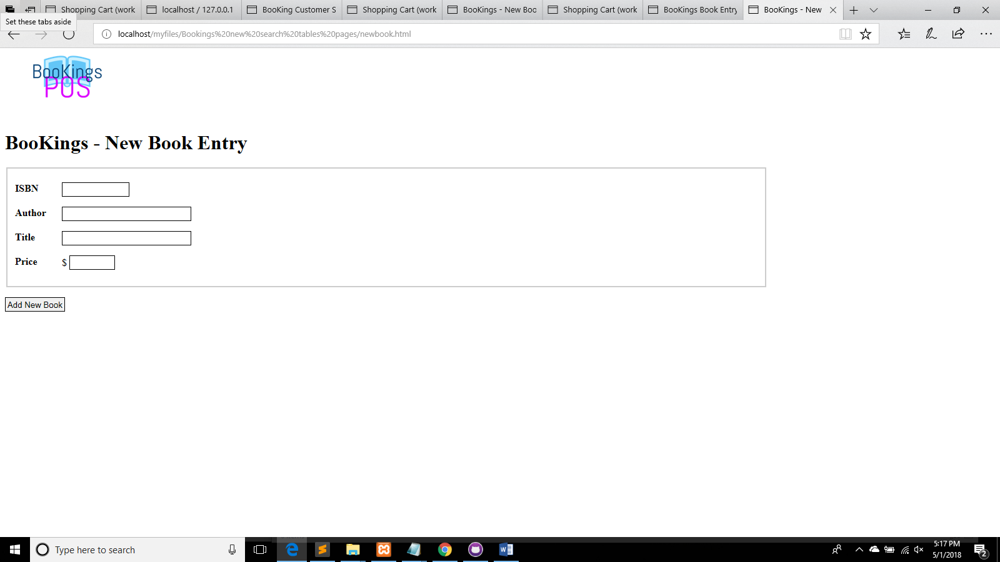 Shopping Cart (work
localhost / 127.0.0.1
BooKing Customer S
Shopping Cart (work
BooKings - New Boo
Shopping Cart (work
BooKings Book Entry
BooKings - New
Set these tabs aside
localhost/myfiles/Bookings%20new%20search%20tables%20pages/newbook.html
BooKings
POS
BooKings - New Book Entry
ISBN
Author
Title
Price $
Add New Book
Type here to search
5:17 PM
5/1/2018
2